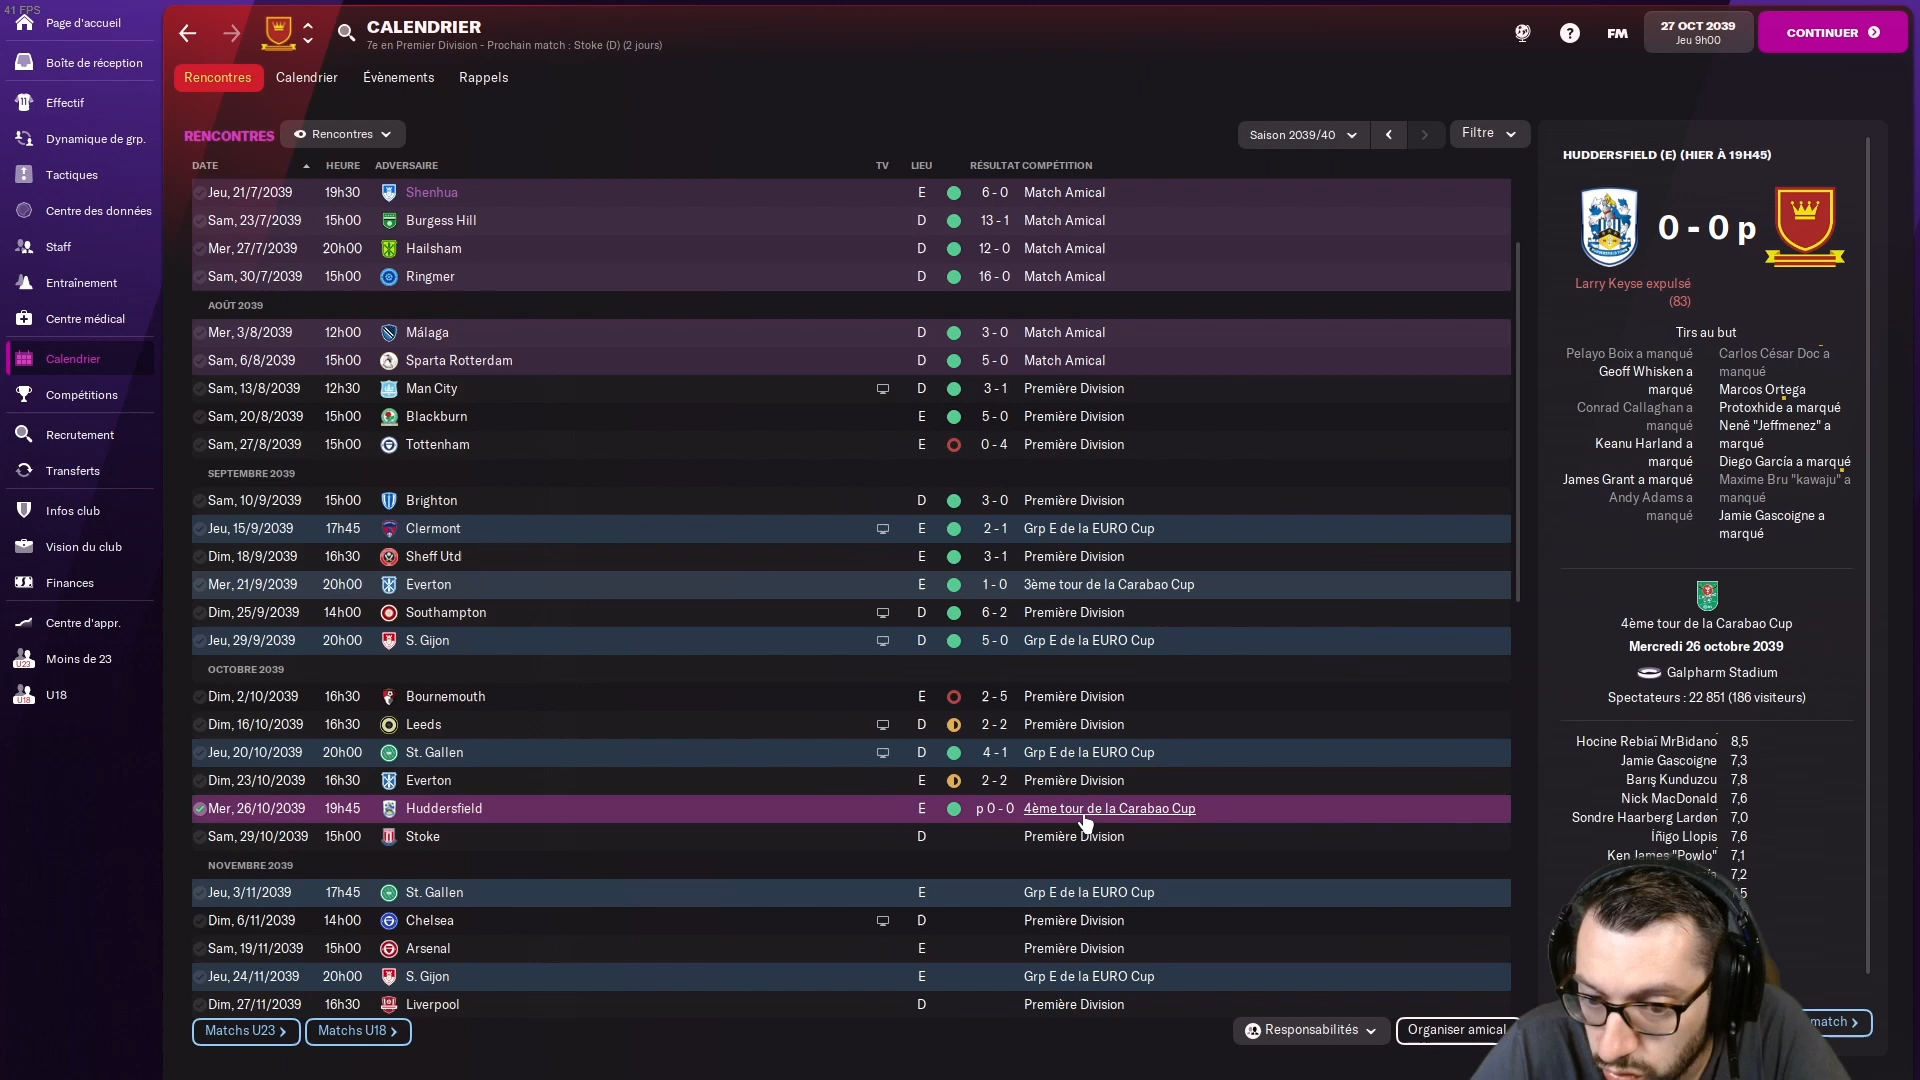 41 FPS
Page d'accueil
Boîte de réception
Effectif
Dynamique de grp.
Tactiques
Centre des données
Staff
Entraînement
Centre médical
Calendrier
Compétitions
Recrutement
Transferts
Infos club
Vision du club
Finances
Centre d'appr.
U23 Moins de 23
U18 U18
CALENDRIER
7e en Premier Division - Prochain match : Stoke (D) (2 jours)
FM
27 OCT 2039
Jeu 9h00
CONTINUER
Rencontres Calendrier Évènements Rappels
RENCONTRES Rencontres
Saison 2039/40 Filtre
DATE HEURE ADVERSAIRE TV LIEU RÉSULTAT COMPÉTITION
Jeu, 21/7/2039 19h30 Shenhua E 6 - 0 Match Amical
Sam, 23/7/2039 15h00 Burgess Hill D 13 - 1 Match Amical
Mer, 27/7/2039 20h00 Hailsham D 12 - 0 Match Amical
Sam, 30/7/2039 15h00 Ringmer D 16 - 0 Match Amical
AOÛT 2039
Mer, 3/8/2039 12h00 Málaga D 3 - 0 Match Amical
Sam, 6/8/2039 15h00 Sparta Rotterdam D 5 - 0 Match Amical
Sam, 13/8/2039 12h30 Man City D 3 - 1 Première Division
Sam, 20/8/2039 15h00 Blackburn E 5 - 0 Première Division
Sam, 27/8/2039 15h00 Tottenham E 0 - 4 Première Division
SEPTEMBRE 2039
Sam, 10/9/2039 15h00 Brighton D 3 - 0 Première Division
Jeu, 15/9/2039 17h45 Clermont E 2 - 1 Grp E de la EURO Cup
Dim, 18/9/2039 16h30 Sheff Utd E 3 - 1 Première Division
Mer, 21/9/2039 20h00 Everton E 1 - 0 3ème tour de la Carabao Cup
Dim, 25/9/2039 14h00 Southampton D 6 - 2 Première Division
Jeu, 29/9/2039 20h00 S. Gijon D 5 - 0 Grp E de la EURO Cup
OCTOBRE 2039
Dim, 2/10/2039 16h30 Bournemouth E 2 - 5 Première Division
Dim, 16/10/2039 16h30 Leeds D 2 - 2 Première Division
Jeu, 20/10/2039 20h00 St. Gallen D 4 - 1 Grp E de la EURO Cup
Dim, 23/10/2039 16h30 Everton E 2 - 2 Première Division
Mer, 26/10/2039 19h45 Huddersfield E p 0 - 0 4ème tour de la Carabao Cup
Sam, 29/10/2039 15h00 Stoke D Première Division
NOVEMBRE 2039
Jeu, 3/11/2039 17h45 St. Gallen E Grp E de la EURO Cup
Dim, 6/11/2039 14h00 Chelsea D Première Division
Sam, 19/11/2039 15h00 Arsenal E Première Division
Jeu, 24/11/2039 20h00 S. Gijon E Grp E de la EURO Cup
Dim, 27/11/2039 16h30 Liverpool D Première Division
Matchs U23 Matchs U18 Responsabilités Organiser amical
HUDDERSFIELD (E) (HIER À 19H45)
0 - 0 p
Larry Keyse expulsé
(83)
Tirs au but
Pelayo Boix a manqué
Geoff Whisken a
marqué
Conrad Callaghan a
manqué
Keanu Harland a
marqué
James Grant a marqué
Andy Adams a
manqué
Carlos César Doc a
manqué
Marcos Ortega
Protoxhide a marqué
Nenê "Jeffmenez" a
marqué
Diego García a marqué
Maxime Bru "kawaju" a
manqué
Jamie Gascoigne a
marqué
4ème tour de la Carabao Cup
Mercredi 26 octobre 2039
Galpharm Stadium
Spectateurs : 22 851 (186 visiteurs)
Hocine Rebiaï MrBidano 8,5
Jamie Gascoigne 7,3
Barış Kunduzcu 7,8
Nick MacDonald 7,6
Sondre Haarberg Lardøn 7,0
Íñigo Llopis 7,6
Ken James "Powlo" 7,1
7,2
match